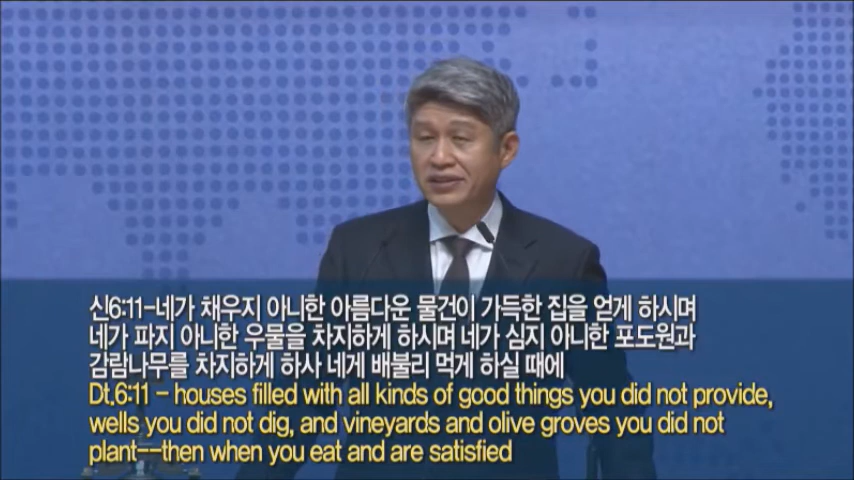 신6:11-네가 채우지 아니한 아름다운 물건이 가득한 집을 얻게 하시며
네가 파지 아니한 우물을 차지하게 하시며 네가 심지 아니한 포도원과
감람나무를 차지하게 하사 네게 배불리 먹게 하실 때에
Dt.6:11 - houses filled with all kinds of good things you did not provide,
wells you did not dig, and vineyards and olive groves you did not
plant--then when you eat and are satisfied